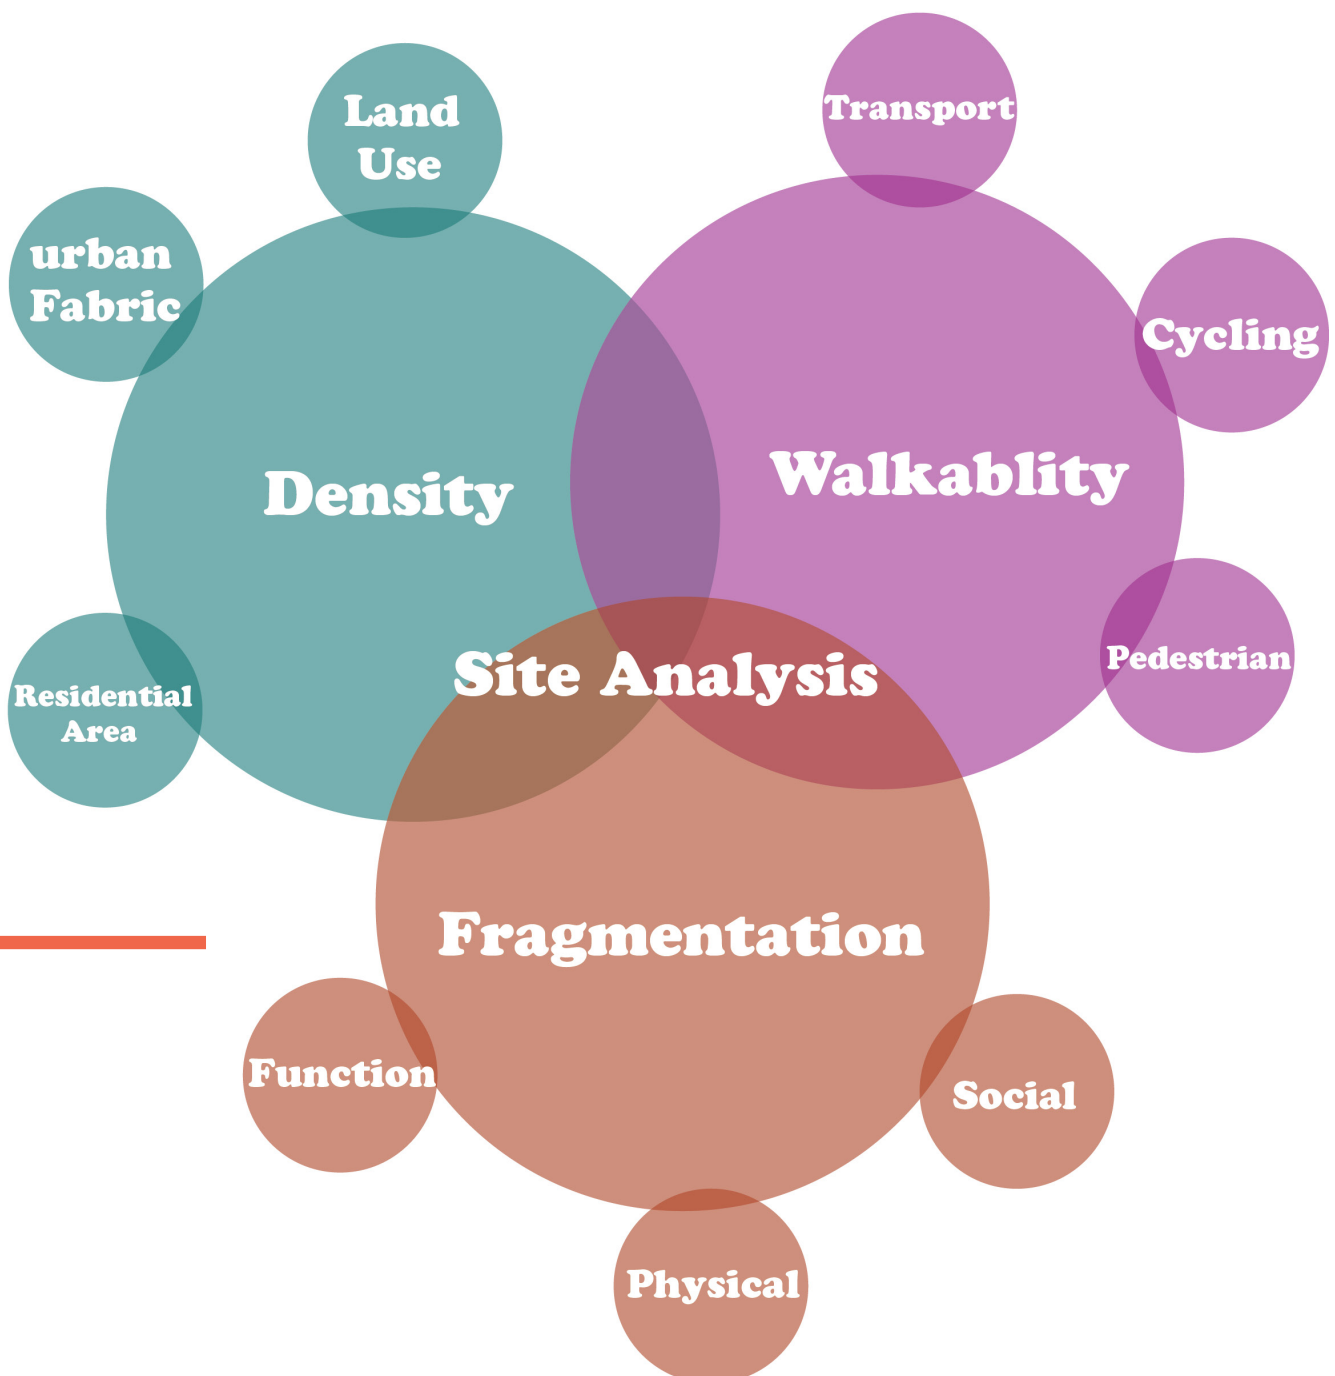 Land
Use
Transport
urban
Fabric
Cycling
Density
Walkablity
Site Analysis
Residential
Area
Pedestrian
Fragmentation
Function
Social
Physical